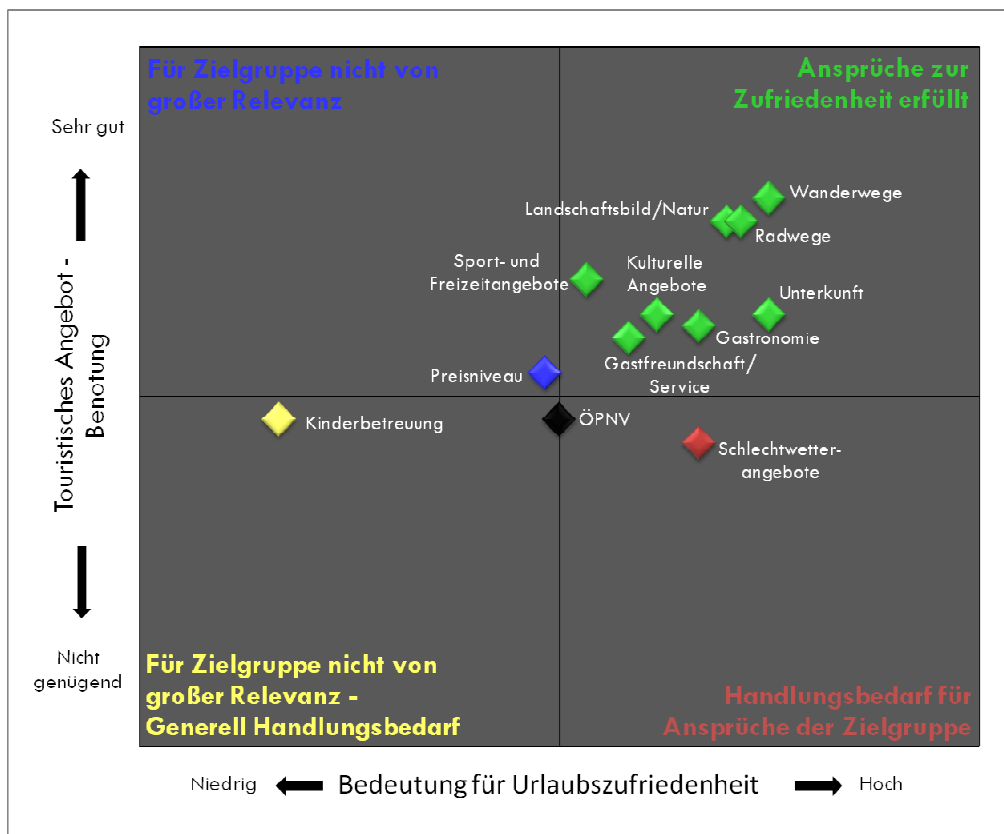 Für Zielgruppe nicht von
großer Relevanz
Ansprüche zur
Zufriedenheit erfüllt
Sehr gut
Touristisches Angebot -
Benotung
Nicht
genügend
Wanderwege
Landschaftsbild/Natur
Radwege
Sport- und
Freizeitangebote
Kulturelle
Angebote
Unterkunft
Gastronomie
Gastfreundschaft/
Service
Preisniveau
Kinderbetreuung
ÖPNV
Schlechtwetter-
angebote
Für Zielgruppe nicht von
großer Relevanz -
Generell Handlungsbedarf
Handlungsbedarf für
Ansprüche der Zielgruppe
Niedrig
Bedeutung für Urlaubszufriedenheit
Hoch